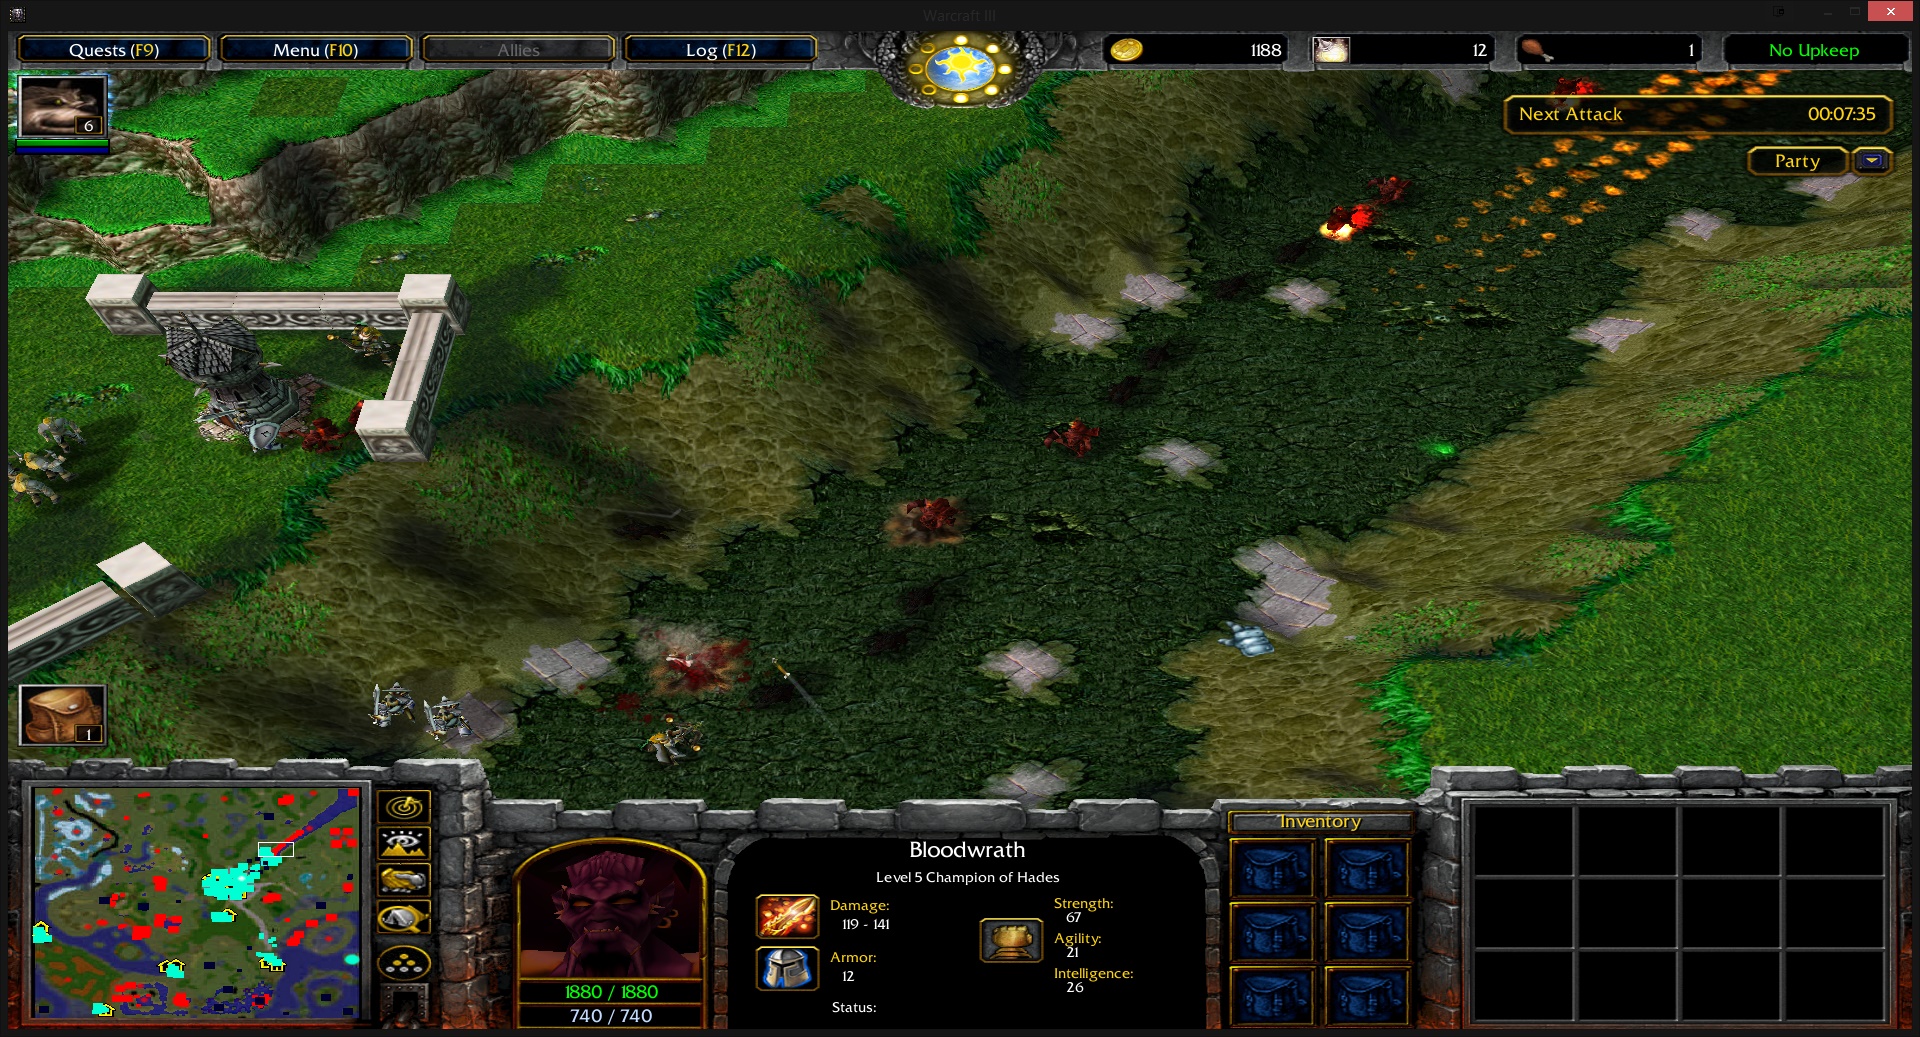 Warcraft III
Quests (F9)
Menu (F10)
Allies
Log (F12)
1188
12
1
No Upkeep
6
Next Attack 00:07:35
Party
1
Inventory
Bloodwrath
Level 5 Champion of Hades
Damage:
119 - 141
Armor:
12
Status:
Strength:
67
Agility:
21
Intelligence:
26
1880 / 1880
740 / 740